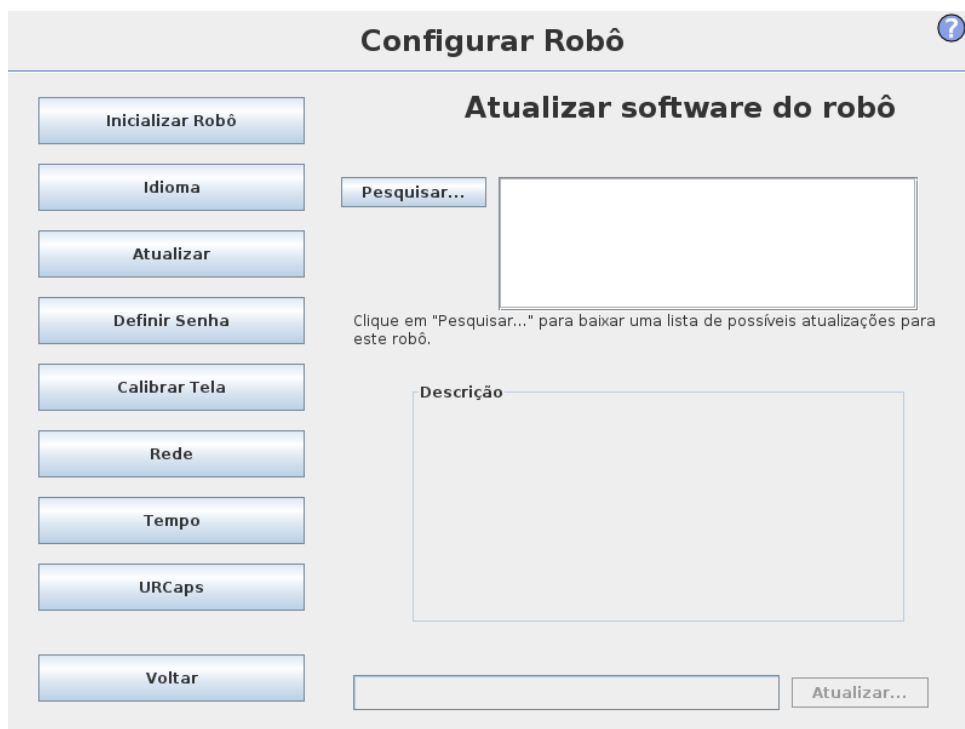 Configurar Robô
?
Inicializar Robô
Idioma
Atualizar
Definir Senha
Calibrar Tela
Rede
Tempo
URCaps
Voltar
Atualizar software do robô
Pesquisar...
Clique em "Pesquisar..." para baixar uma lista de possíveis atualizações para
este robô.
Descrição
Atualizar...